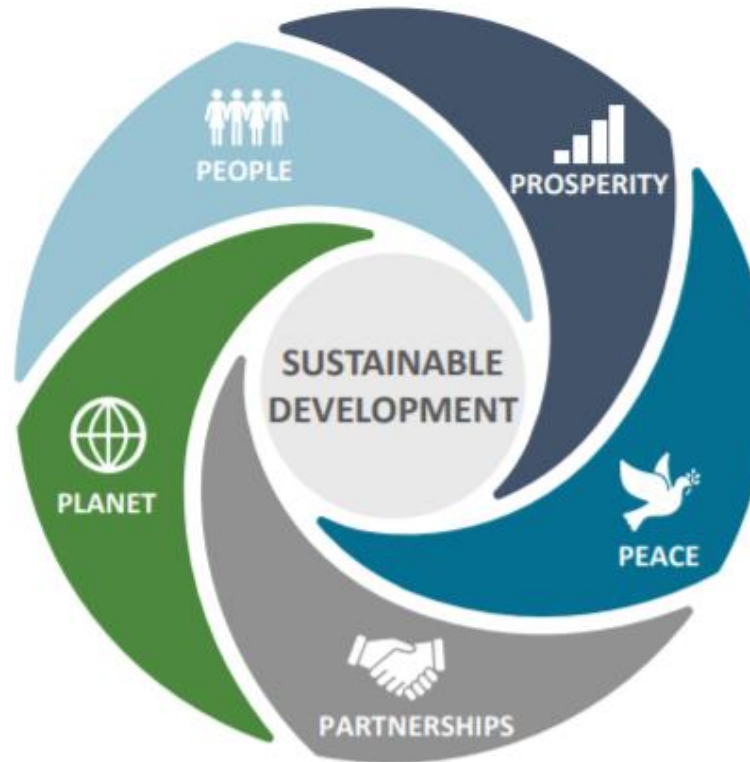 PEOPLE
PROSPERITY
SUSTAINABLE
DEVELOPMENT
PLANET
PEACE
PARTNERSHIPS